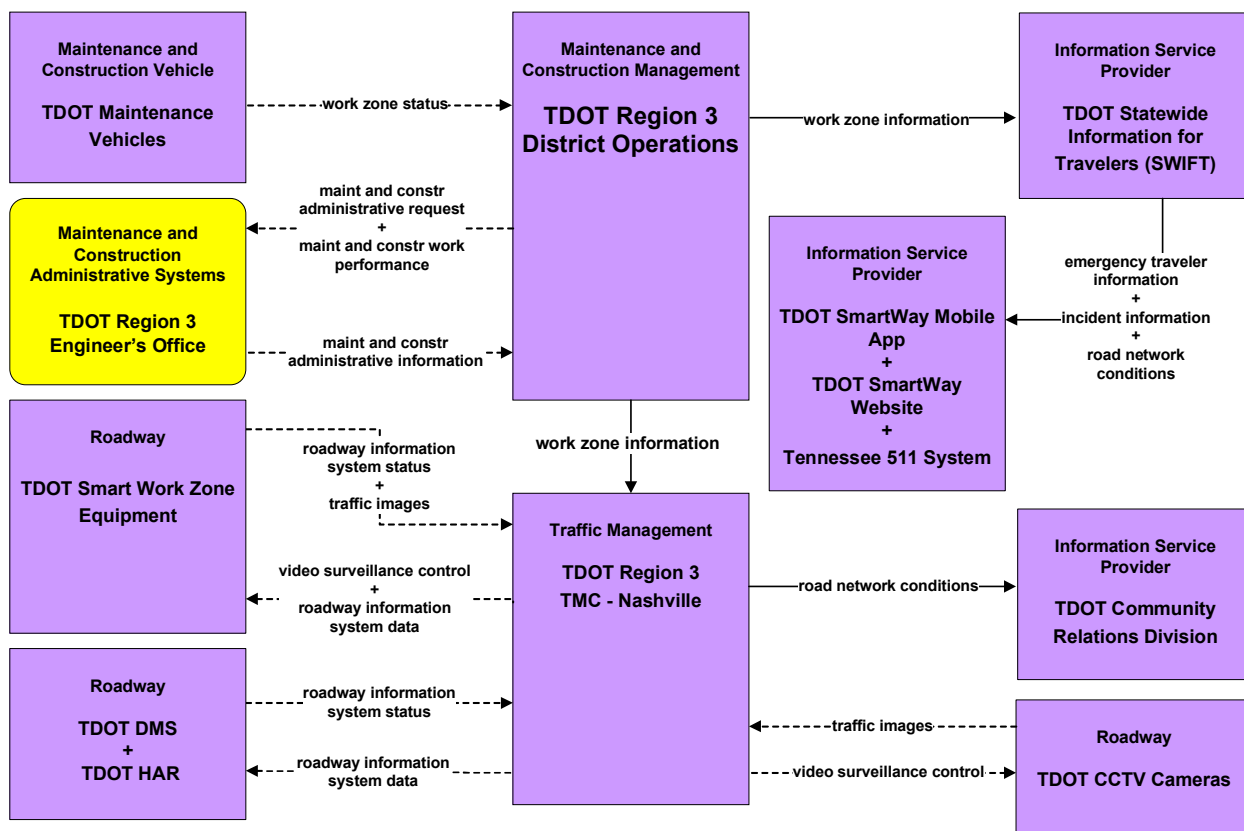 Maintenance and
Construction Vehicle
TDOT Maintenance
Vehicles
work zone status
Maintenance and
Construction Management
TDOT Region 3
District Operations
work zone information
Information Service
Provider
TDOT Statewide
Information for
Travelers (SWIFT)
maint and constr
administrative request
+
maint and constr work
performance
Maintenance and
Construction
Administrative Systems
TDOT Region 3
Engineer's Office
maint and constr
administrative information
Information Service
Provider
TDOT SmartWay Mobile
App
+
TDOT SmartWay
Website
+
Tennessee 511 System
emergency traveler
information
+
incident information
+
road network
conditions
work zone information
Roadway
TDOT Smart Work Zone
Equipment
roadway information
system status
+
traffic images
video surveillance control
+
roadway information
system data
Traffic Management
TDOT Region 3
TMC - Nashville
road network conditions
Information Service
Provider
TDOT Community
Relations Division
Roadway
TDOT DMS
+
TDOT HAR
roadway information
system status
roadway information
system data
traffic images
video surveillance control
Roadway
TDOT CCTV Cameras